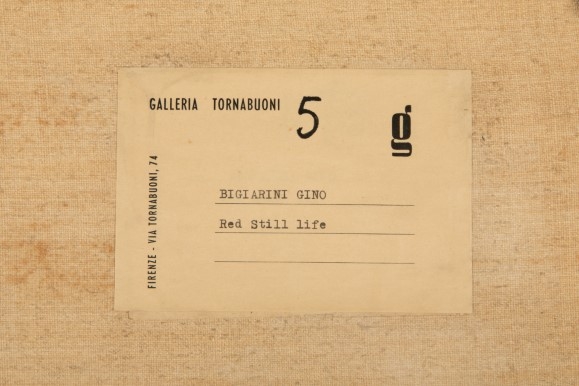 GALLERIA TORNABUONI
5
g
FIRENZE - VIA TORNABUONI, 74
BIGIARINI GINO
Red Still life